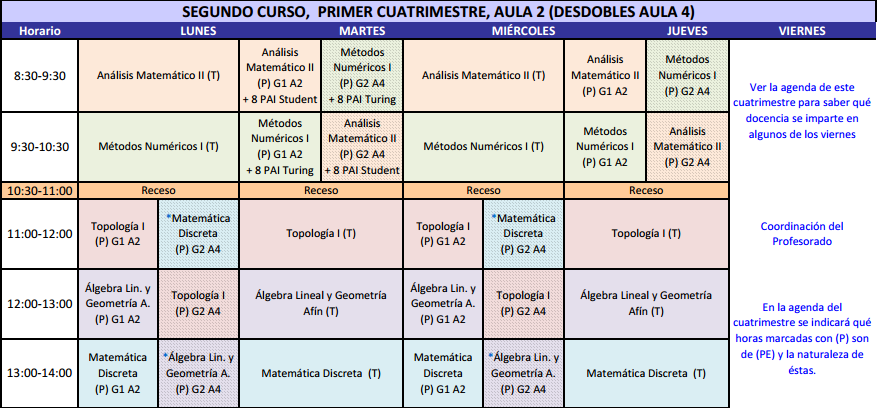 SEGUNDO CURSO, PRIMER CUATRIMESTRE, AULA 2 (DESDOBLES AULA 4)
Horario LUNES MARTES MIÉRCOLES JUEVES VIERNES
8:30-9:30
Análisis Matemático II (T)
Análisis
Matemático II
(P) G1 A2
+ 8 PAI Student
Métodos
Numéricos I
(P) G2 A4
+ 8 PAI Turing
Análisis Matemático II (T)
Análisis
Matemático II
(P) G1 A2
Métodos
Numéricos I
(P) G2 A4
Ver la agenda de este
cuatrimestre para saber qué
docencia se imparte en
algunos de los viernes
9:30-10:30
Métodos Numéricos I (T)
Métodos
Numéricos I
(P) G1 A2
+ 8 PAI Turing
Análisis
Matemático II
(P) G2 A4
+ 8 PAI Student
Métodos Numéricos I (T)
Métodos
Numéricos I
(P) G1 A2
Análisis
Matemático II
(P) G2 A4
10:30-11:00 Receso Receso Receso Receso
11:00-12:00
Topología I
(P) G1 A2
*Matemática
Discreta
(P) G2 A4
Topología I (T)
Topología I
(P) G1 A2
*Matemática
Discreta
(P) G2 A4
Topología I (T)
Coordinación del
Profesorado
12:00-13:00
Álgebra Lin. y
Geometría A.
(P) G1 A2
Topología I
(P) G2 A4
Álgebra Lineal y Geometría
Afín (T)
Álgebra Lin. y
Geometría A.
(P) G1 A2
Topología I
(P) G2 A4
Álgebra Lineal y Geometría
Afín (T)
En la agenda del
cuatrimestre se indicará qué
horas marcadas con (P) son
de (PE) y la naturaleza de
éstas.
13:00-14:00
Matemática
Discreta
(P) G1 A2
*Álgebra Lin. y
Geometría A.
(P) G2 A4
Matemática Discreta (T)
Matemática
Discreta
(P) G1 A2
*Álgebra Lin. y
Geometría A.
(P) G2 A4
Matemática Discreta (T)